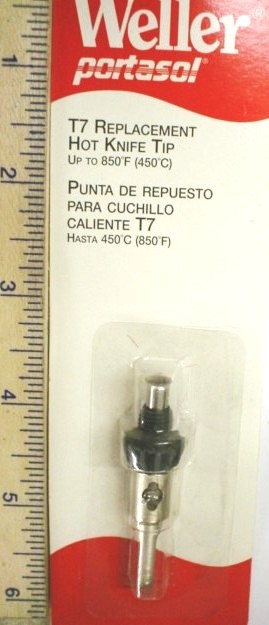 Weller®
portasol®
T7 REPLACEMENT
HOT KNIFE TIP
UP TO 850°F (450°C)
PUNTA DE REPUESTO
PARA CUCHILLO
CALIENTE T7
HASTA 450°C (850°F)
1
2
3
4
5
6